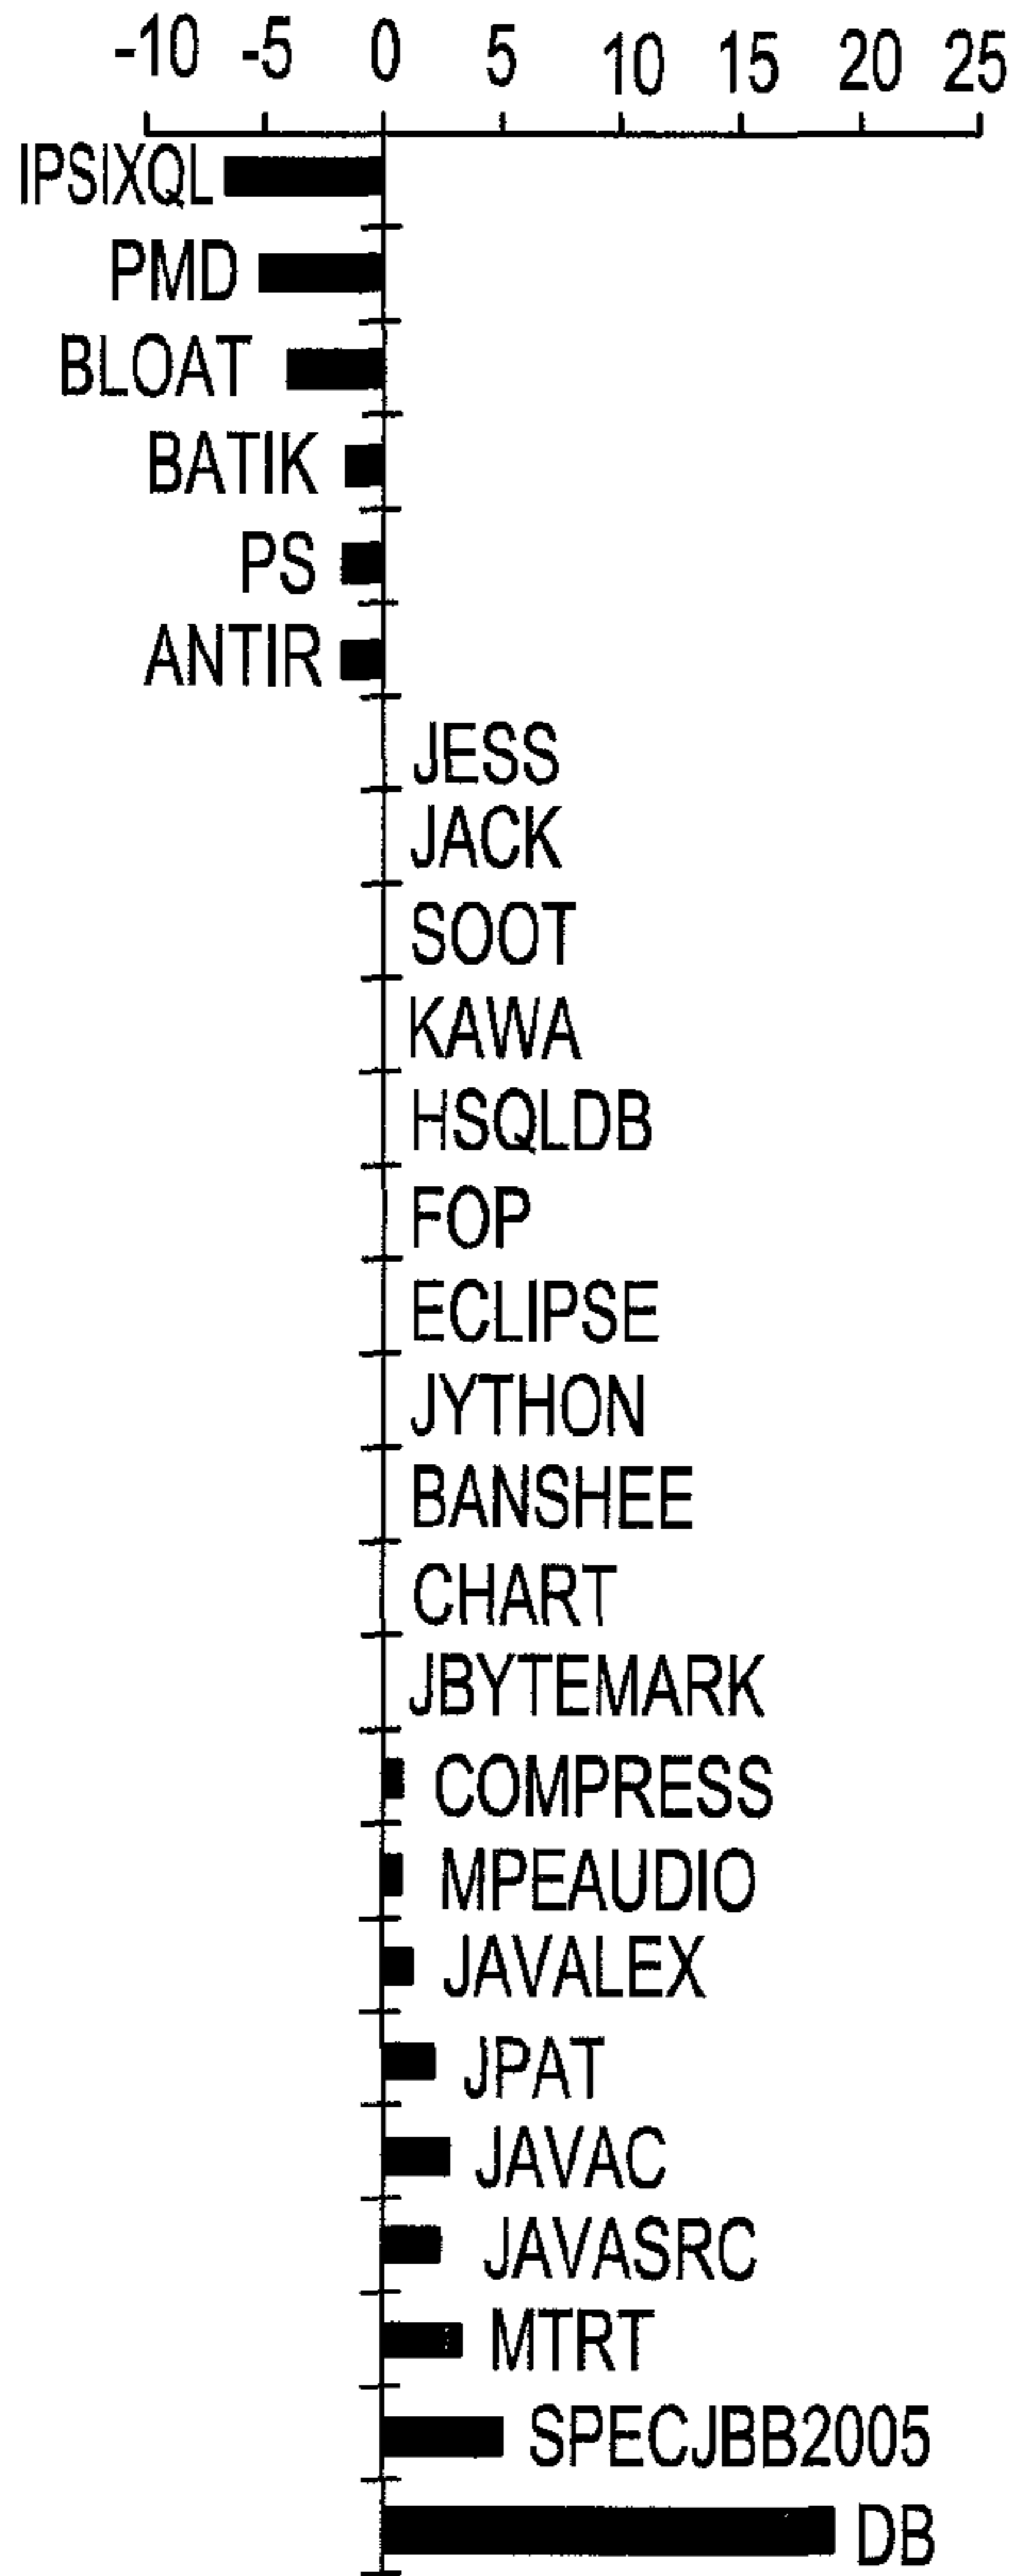 -10 -5 0 5 10 15 20 25
IPSIXQL
PMD
BLOAT
BATIK
PS
ANTIR
JESS
JACK
SOOT
KAWA
HSQLDB
FOP
ECLIPSE
JYTHON
BANSHEE
CHART
JBYTEMARK
COMPRESS
MPEAUDIO
JAVALEX
JPAT
JAVAC
JAVASRC
MTRT
SPECJBB2005
DB